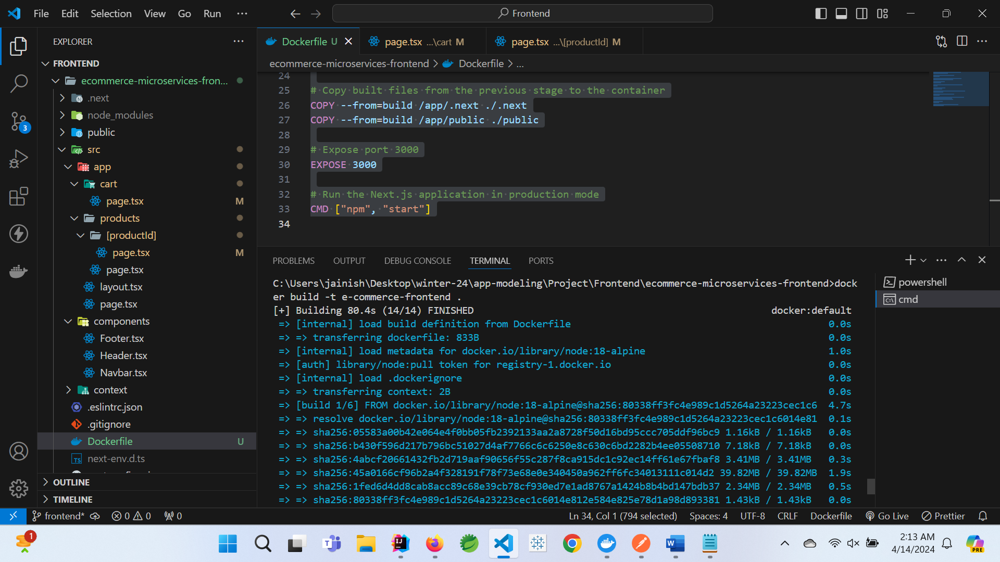 File Edit Selection View Go Run ...
Frontend
EXPLORER
FRONTEND
ecommerce-microservices-fron...
.next
node_modules
3
public
src
app
cart
page.tsx M
products
[productId]
page.tsx M
page.tsx
layout.tsx
page.tsx
components
Footer.tsx
Header.tsx
Navbar.tsx
context
.eslintrc.json
.gitignore
Dockerfile U
TS next-env.d.ts
OUTLINE
TIMELINE
Dockerfile U
page.tsx ...\cart M
page.tsx ...\[productId] M
ecommerce-microservices-frontend > Dockerfile > ...
24
25 # Copy built files from the previous stage to the container
26 COPY --from=build /app/.next ./.next
27 COPY --from=build /app/public ./public
28
29 # Expose port 3000
30 EXPOSE 3000
31
32 # Run the Next.js application in production mode
33 CMD ["npm", "start"]
34
PROBLEMS OUTPUT DEBUG CONSOLE TERMINAL PORTS
C:\Users\jainish\Desktop\winter-24\app-modeling\Project\Frontend\ecommerce-microservices-frontend>dock
er build -t e-commerce-frontend .
[+] Building 80.4s (14/14) FINISHED docker:default
=> [internal] load build definition from Dockerfile 0.0s
=> => transferring dockerfile: 833B 0.0s
=> [internal] load metadata for docker.io/library/node:18-alpine 1.0s
=> [auth] library/node:pull token for registry-1.docker.io 0.0s
=> [internal] load .dockerignore 0.0s
=> => transferring context: 2B 0.0s
=> [build 1/6] FROM docker.io/library/node:18-alpine@sha256:80338ff3fc4e989c1d5264a23223cec1c6 4.7s
=> => resolve docker.io/library/node:18-alpine@sha256:80338ff3fc4e989c1d5264a23223cec1c6014e81 0.1s
=> => sha256:05583a00b42e064e4f0bb05fb2392133aa2a8728f50d16bd95ccc705ddf96bc9 1.16kB / 1.16kB 0.0s
=> => sha256:b430f596d217b796bc51027d4af7766c6c6250e8c630c6bd2282b4ee05508710 7.18kB / 7.18kB 0.0s
=> => sha256:4abcf20661432fb2d719aaf90656f55c287f8ca915dc1c92ec14ff61e67fbaf8 3.41MB / 3.41MB 0.3s
=> => sha256:45a0166cf96b2a4f328191f78f73e68e0e340450a962ff6fc34013111c014d2 39.82MB / 39.82MB 1.9s
=> => sha256:1fed6d4dd8cab8acc89c68e39cb78cf930ed7e1ad8767a1424b8b4bd147bdb37 2.34MB / 2.34MB 0.5s
=> => sha256:80338ff3fc4e989c1d5264a23223cec1c6014e812e584e825e78d1a98d893381 1.43kB / 1.43kB 0.0s
powershell
cmd
frontend* 0 0 0
Ln 34, Col 1 (794 selected) Spaces: 4 UTF-8 CRLF Dockerfile Go Live Prettier
1
2:13 AM
4/14/2024
PRE